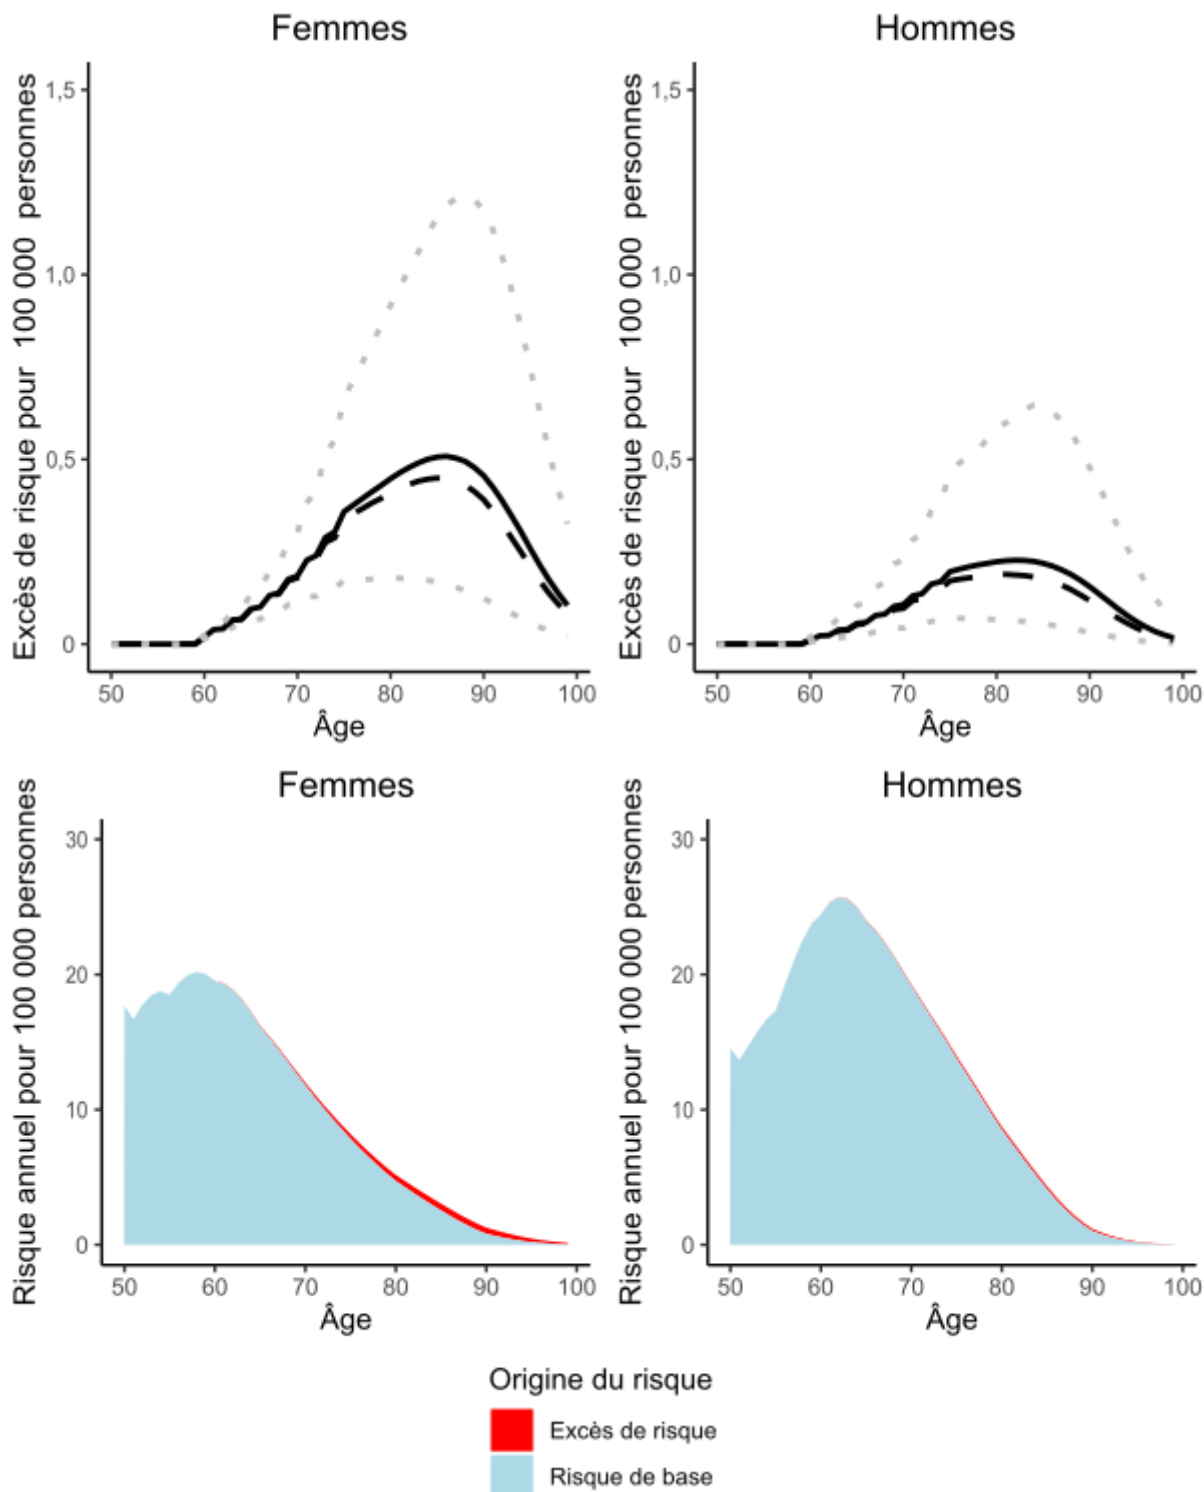 Femmes
Excès de risque pour  100 000  personnes
1,5
1,0
0,5
0
50 60 70 80 90 100
Âge
Hommes
Excès de risque pour  100 000  personnes
1,5
1,0
0,5
0
50 60 70 80 90 100
Âge
Femmes
Risque annuel pour 100 000 personnes
30
20
10
0
50 60 70 80 90 100
Âge
Hommes
Risque annuel pour 100 000 personnes
30
20
10
0
50 60 70 80 90 100
Âge
Origine du risque
Excès de risque
Risque de base